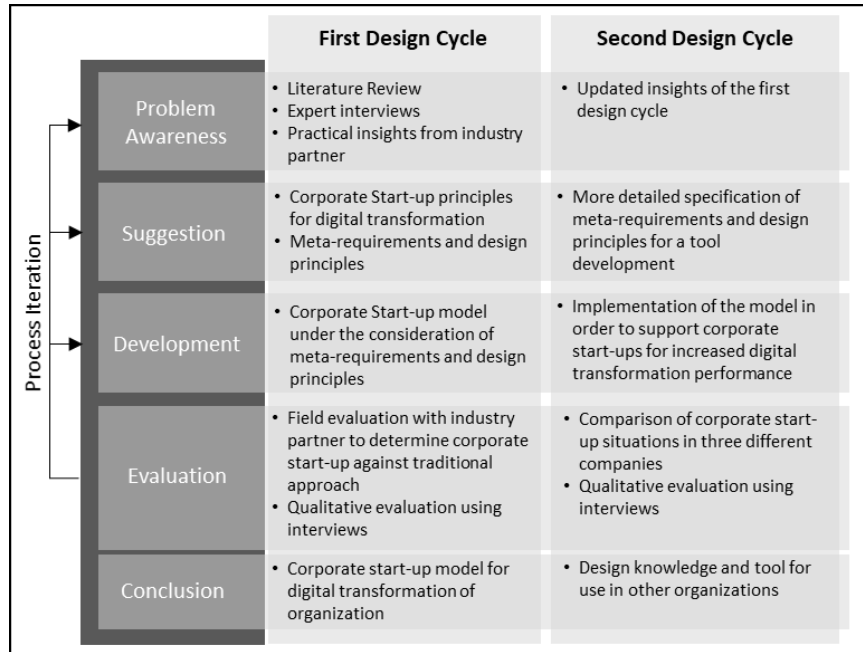 First Design Cycle
Second Design Cycle
Process Iteration
Problem
Awareness
• Literature Review
• Expert interviews
• Practical insights from industry
partner
• Updated insights of the first
design cycle
Suggestion
• Corporate Start-up principles
for digital transformation
• Meta-requirements and design
principles
• More detailed specification of
meta-requirements and design
principles for a tool
development
Development
• Corporate Start-up model
under the consideration of
meta-requirements and design
principles
• Implementation of the model in
order to support corporate
start-ups for increased digital
transformation performance
Evaluation
• Field evaluation with industry
partner to determine corporate
start-up against traditional
approach
• Qualitative evaluation using
interviews
• Comparison of corporate start-
up situations in three different
companies
• Qualitative evaluation using
interviews
Conclusion
• Corporate start-up model for
digital transformation of
organization
• Design knowledge and tool for
use in other organizations